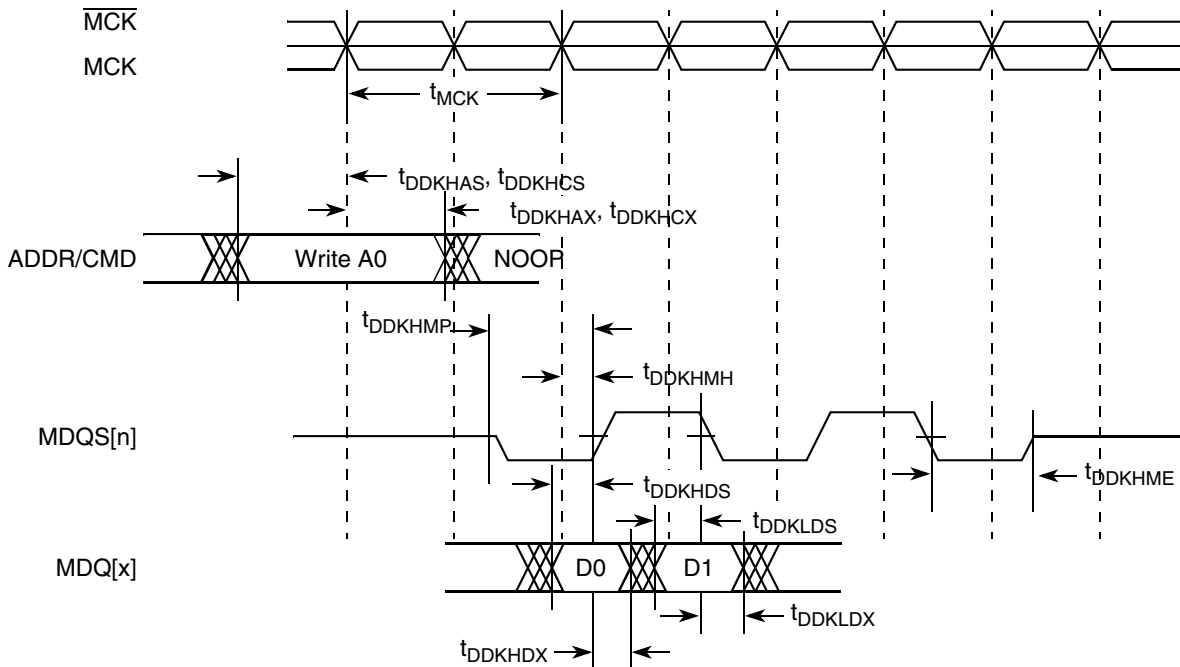 MCK
MCK
tMCK
tDDKHAS, tDDKHCS
tDDKHAX, tDDKHCX
ADDR/CMD Write A0 NOOP
tDDKHMP
tDDKHMH
MDQS[n]
tDDKHME
tDDKHDS
tDDKLDS
MDQ[x] D0 D1
tDDKLDX
tDDKHDX